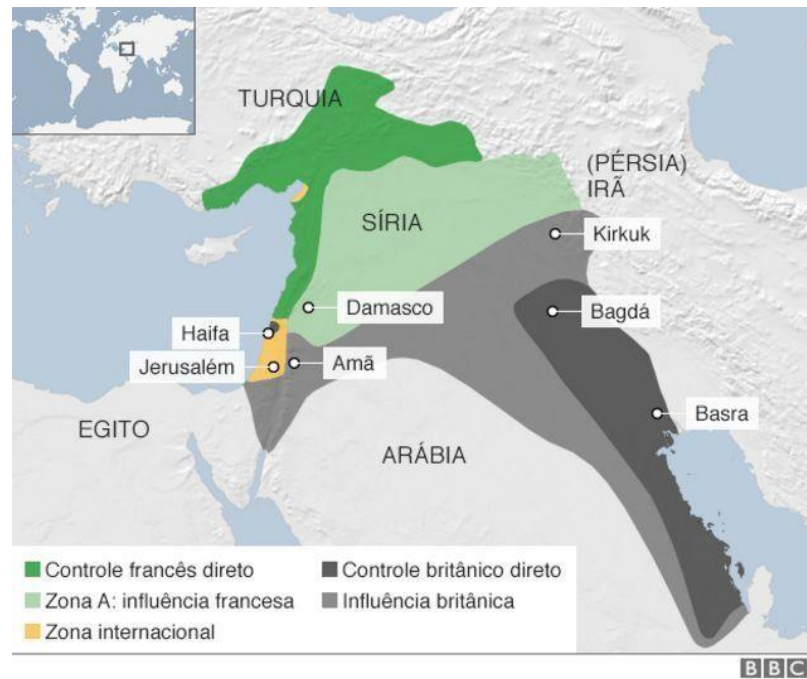 TURQUIA
(PÉRSIA)
IRÃ
SÍRIA
Kirkuk
Damasco
Bagdá
Haifa
Jerusalém
Amã
Basra
EGITO
ARÁBIA
Controle francês direto
Controle britânico direto
Zona A: influência francesa
Influência britânica
Zona internacional
BBC